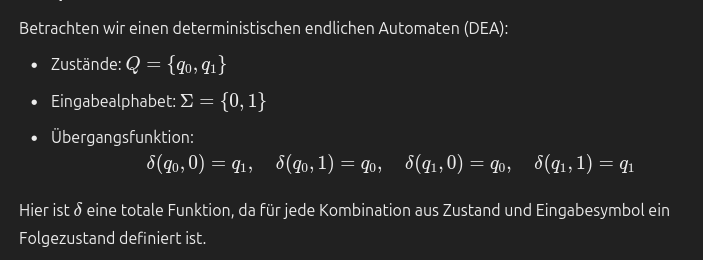 Betrachten wir einen deterministischen endlichen Automaten (DEA):
• Zustände: Q = {q₀, q₁}
• Eingabealphabet: Σ = {0, 1}
• Übergangsfunktion:
δ(q₀, 0) = q₁, δ(q₀, 1) = q₀, δ(q₁, 0) = q₀, δ(q₁, 1) = q₁
Hier ist δ eine totale Funktion, da für jede Kombination aus Zustand und Eingabesymbol ein
Folgezustand definiert ist.